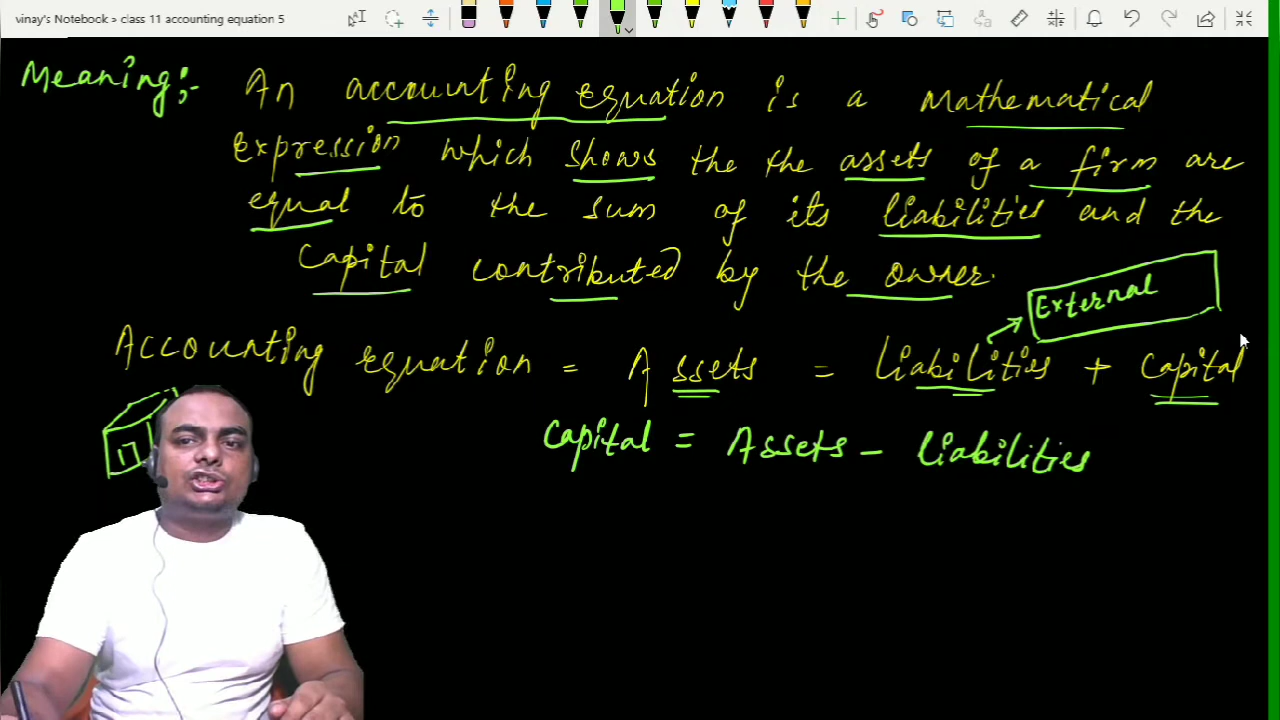 vinay's Notebook > class 11 accounting equation 5
Meaning:- An accounting equation is a Mathematical
Expression which shows the the assets of a firm are
equal to the sum of its liabilities and the
Capital contributed by the owner.
External
Accounting equation = Assets = liabilities + Capital
Capital = Assets - liabilities